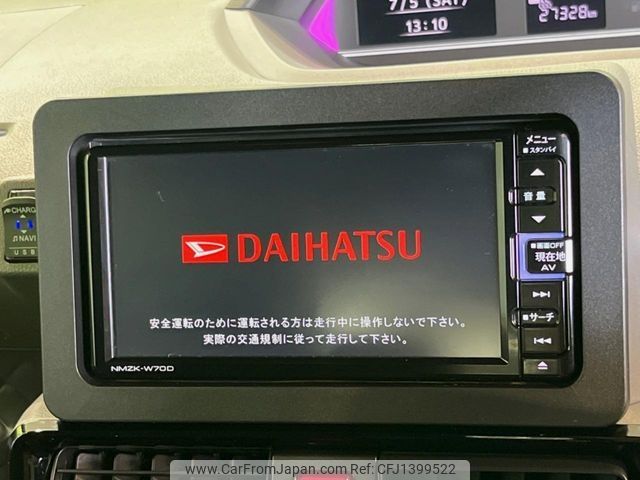 7/5 (SAT)
13:10
27328km
メニュー
■スタンバイ
音量
CHARGE
♫NAVI
USB
DAIHATSU
■画面OFF
現在地
AV
■サーチ
安全運転のために運転される方は走行中に操作しないで下さい。
実際の交通規制に従って走行して下さい。
NMZK-W70D
www.CarFromJapan.com - Stock ID: CFJ1399522